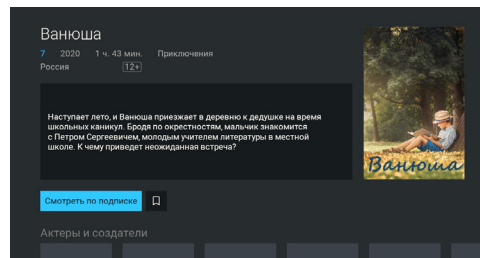 Ванюша
7 2020 1 ч. 43 мин. Приключения
Россия 12+
Наступает лето, и Ванюша приезжает в деревню к дедушке на время
школьных каникул. Бродя по окрестностям, мальчик знакомится
с Петром Сергеевичем, молодым учителем литературы в местной
школе. К чему приведет неожиданная встреча?
Ванюша
Смотреть по подписке
Актеры и создатели